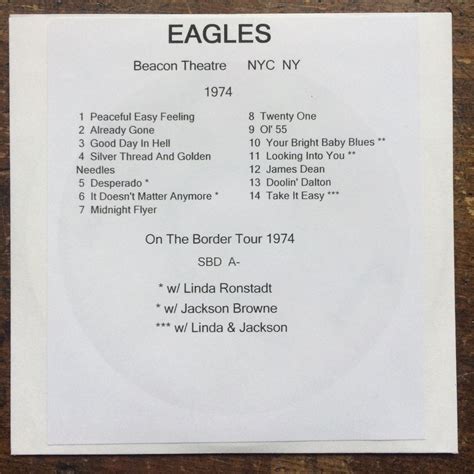 EAGLES
Beacon Theatre NYC NY
1974
1 Peaceful Easy Feeling
2 Already Gone
3 Good Day In Hell
4 Silver Thread And Golden
Needles
5 Desperado *
6 It Doesn't Matter Anymore *
7 Midnight Flyer
8 Twenty One
9 Ol' 55
10 Your Bright Baby Blues **
11 Looking Into You **
12 James Dean
13 Doolin' Dalton
14 Take It Easy ***
On The Border Tour 1974
SBD A-
* w/ Linda Ronstadt
* w/ Jackson Browne
*** w/ Linda & Jackson